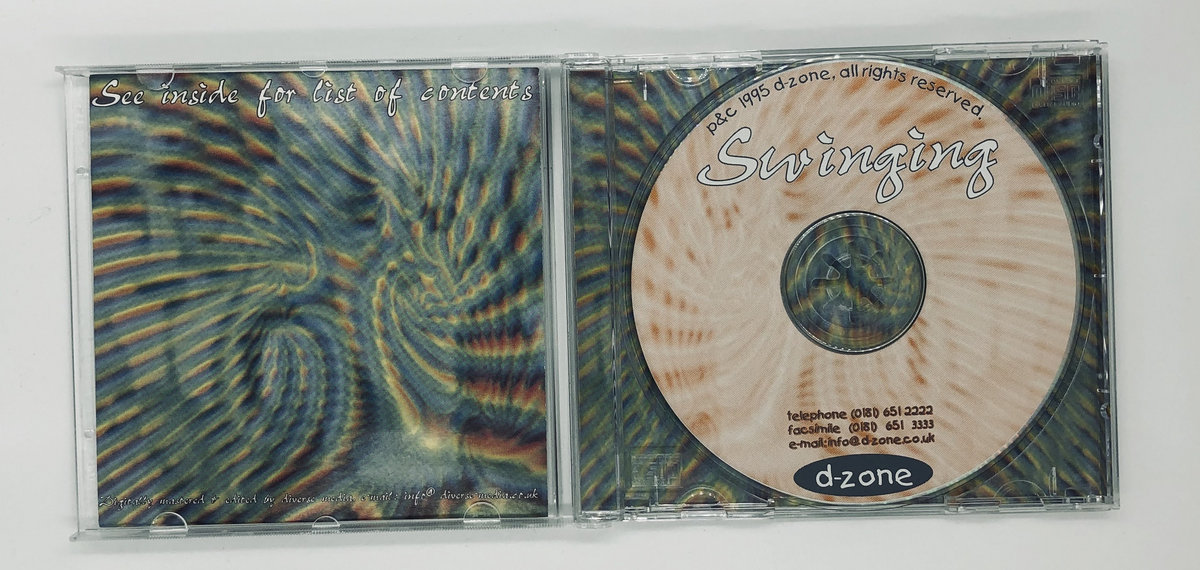 See inside for list of contents
Digitally mastered & edited by diverse media, e'mail: info@ diverse-media.co.uk
p&c 1995 d-zone, all rights reserved.
Swinging
telephone (0181) 651 2222
facsimile (0181) 651 3333
e-mail: info@d-zone.co.uk
d-zone